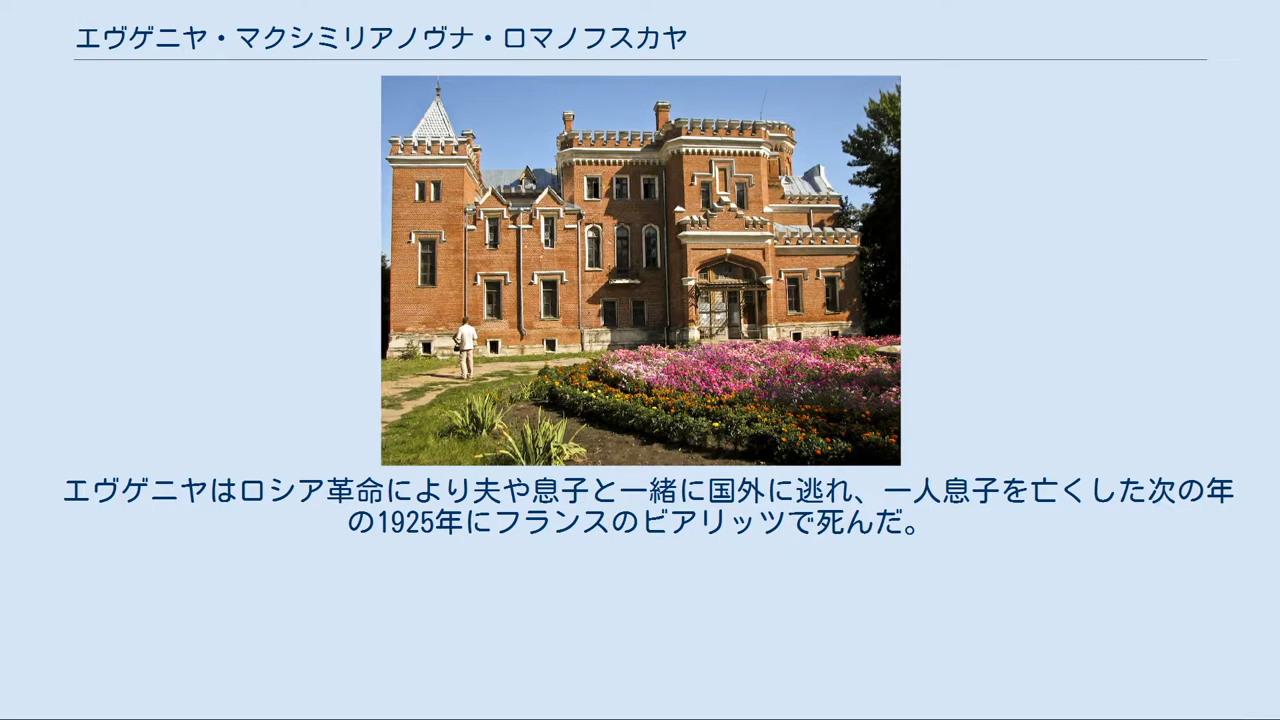 エヴゲニヤ・マクシミリアノヴナ・ロマノフスカヤ
エヴゲニヤはロシア革命により夫や息子と一緒に国外に逃れ、一人息子を亡くした次の年
の1925年にフランスのビアリッツで死んだ。